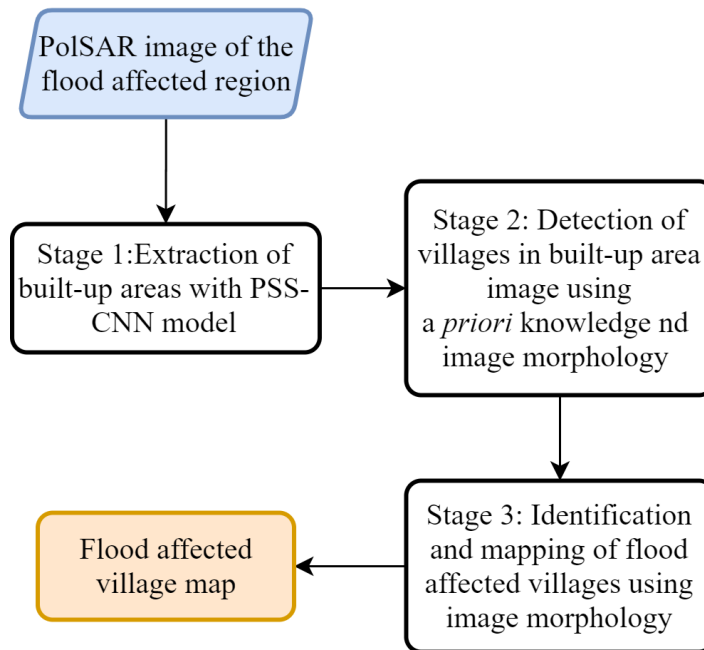 PolSAR image of the
flood affected region
Stage 1:Extraction of
built-up areas with PSS-
CNN model
Stage 2: Detection of
villages in built-up area
image using
a priori knowledge nd
image morphology
Stage 3: Identification
and mapping of flood
affected villages using
image morphology
Flood affected
village map